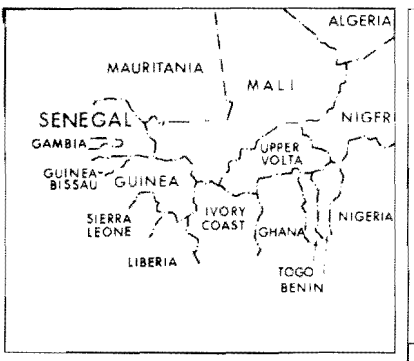 ALGERIA
MAURITANIA
MALI
SENEGAL
NIGER
GAMBIA
UPPER
VOLTA
GUINEA-
BISSAU
GUINEA
SIERRA
LEONE
IVORY
COAST
GHANA
NIGERIA
LIBERIA
TOGO
BENIN